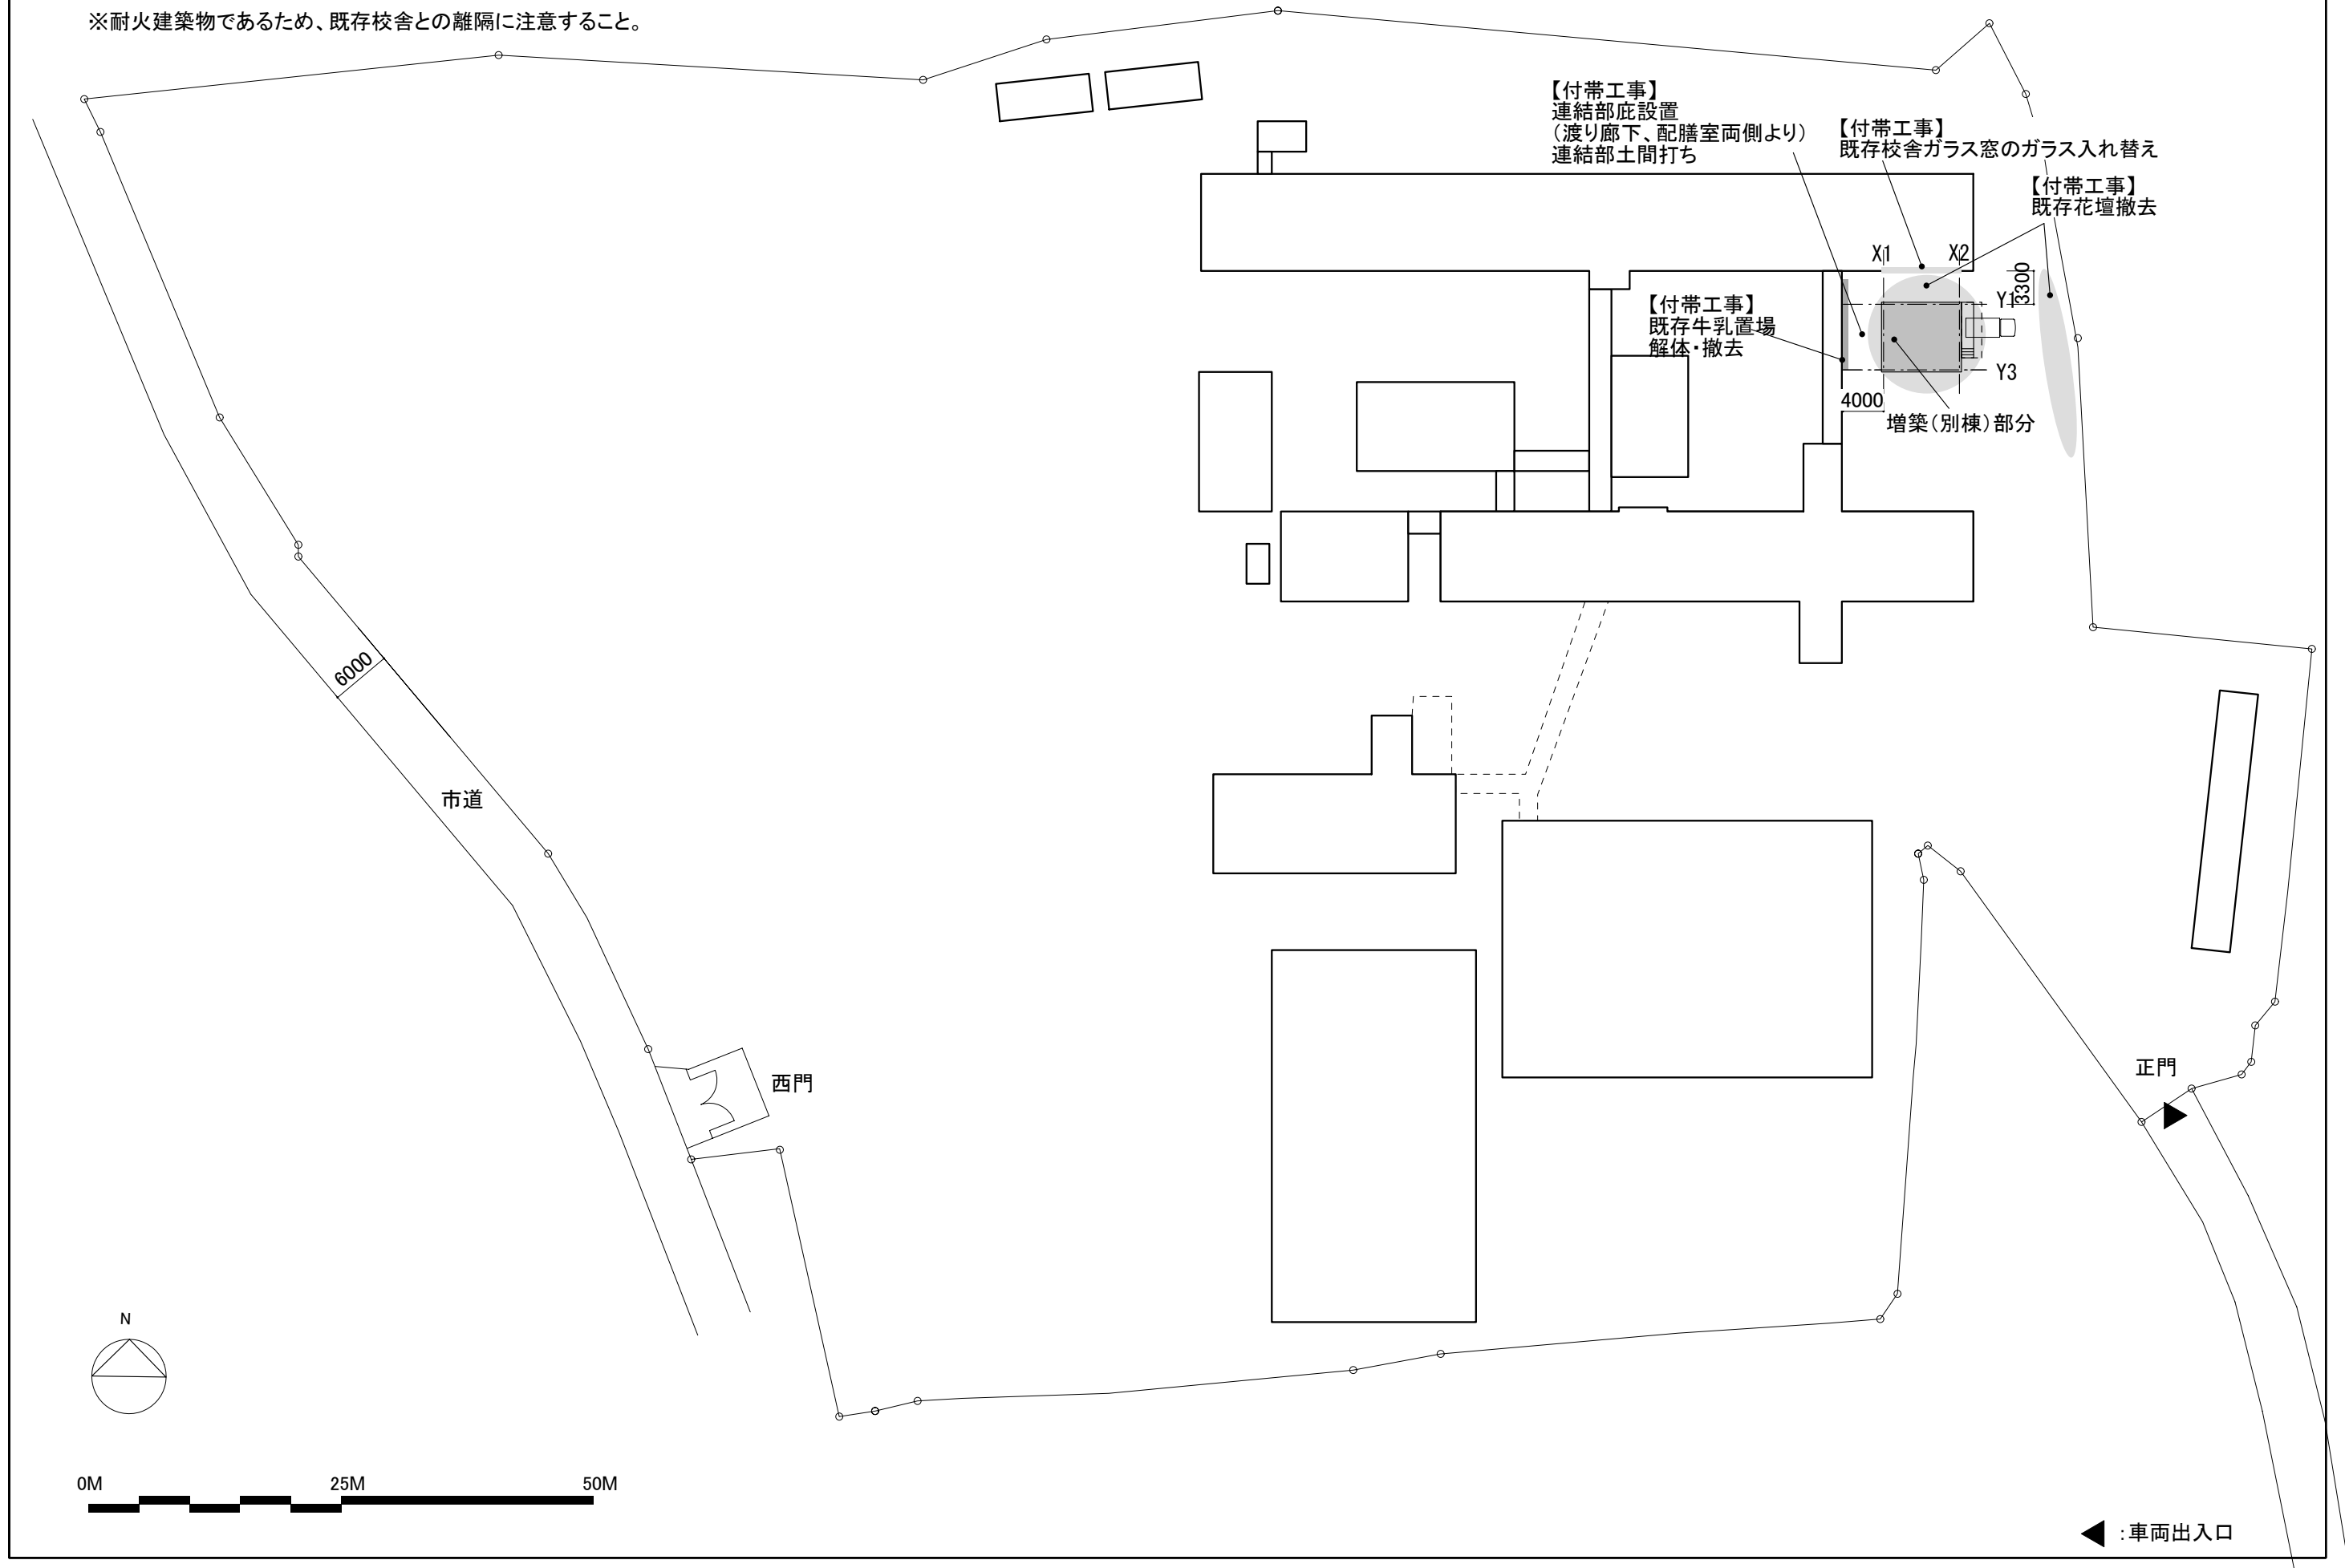 ※耐火建築物であるため、既存校舎との離隔に注意すること。
【付帯工事】
連結部庇設置
(渡り廊下、配膳室両側より)
連結部土間打ち
【付帯工事】
既存校舎ガラス窓のガラス入れ替え
【付帯工事】
既存花壇撤去
X1
X2
3300
Y1
【付帯工事】
既存牛乳置場
解体・撤去
Y3
4000
増築(別棟)部分
6000
市道
西門
正門
N
0M
25M
50M
:車両出入口